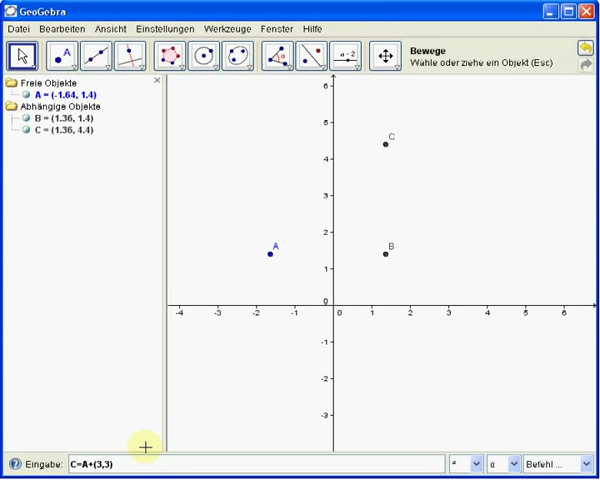 GeoGebra
Datei Bearbeiten Ansicht Einstellungen Werkzeuge Fenster Hilfe
A a=2 Bewege
Wähle oder ziehe ein Objekt (Esc)
Freie Objekte
A = (-1.64, 1.4)
Abhängige Objekte
B = (1.36, 1.4)
C = (1.36, 4.4)
6
5
C
4
3
2
A B
1
0
-4 -3 -2 -1 0 1 2 3 4 5 6
-1
-2
-3
Eingabe: C=A+(3,3) ² α Befehl ...